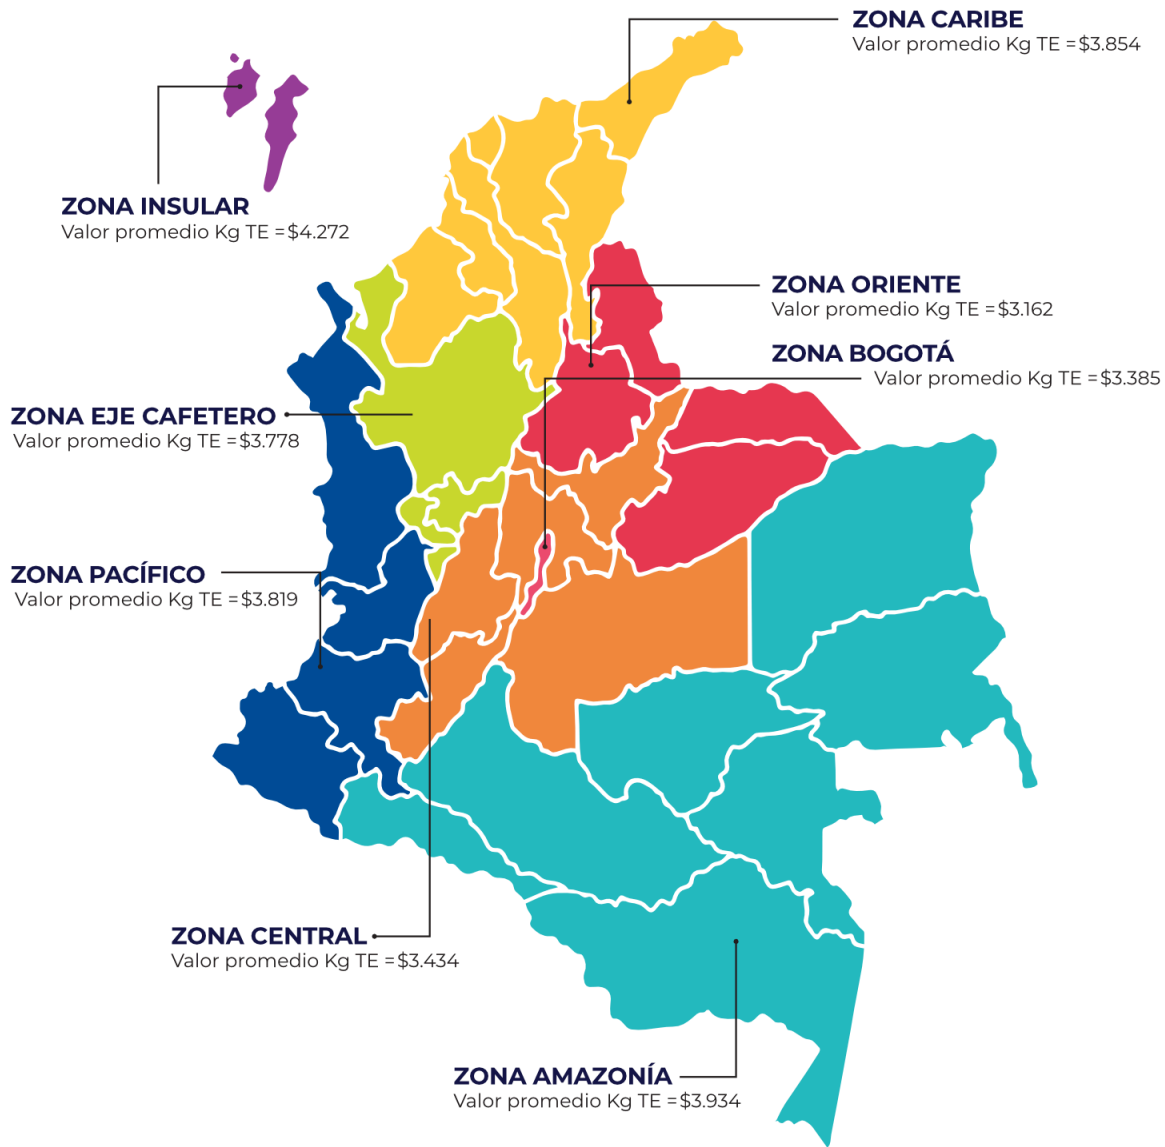 ZONA CARIBE
Valor promedio Kg TE =$3.854
ZONA INSULAR
Valor promedio Kg TE =$4.272
ZONA ORIENTE
Valor promedio Kg TE =$3.162
ZONA BOGOTÁ
Valor promedio Kg TE =$3.385
ZONA EJE CAFETERO
Valor promedio Kg TE =$3.778
ZONA PACÍFICO
Valor promedio Kg TE =$3.819
ZONA CENTRAL
Valor promedio Kg TE =$3.434
ZONA AMAZONÍA
Valor promedio Kg TE =$3.934